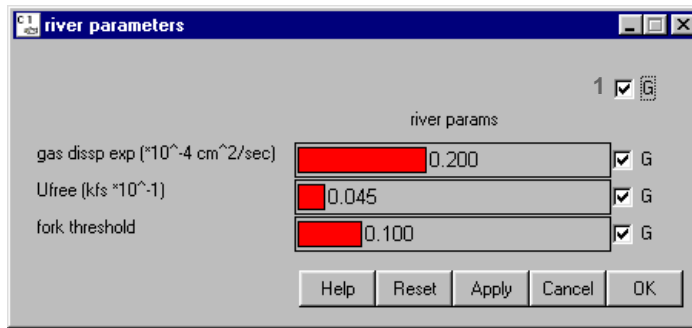 C 1
river parameters
1 G
river params
gas dissp exp (*10^-4 cm^2/sec) 0.200 G
Ufree (kfs *10^-1) 0.045 G
fork threshold 0.100 G
Help Reset Apply Cancel OK